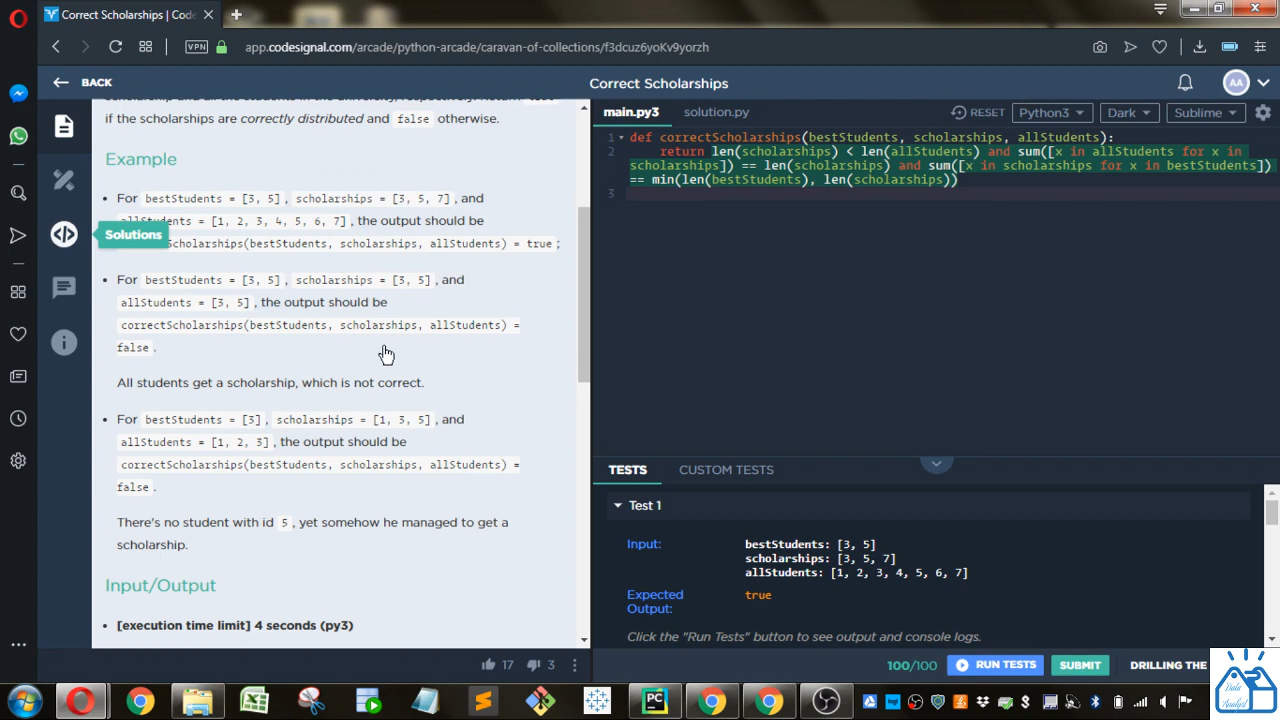 Correct Scholarships | Code
VPN
app.codesignal.com/arcade/python-arcade/caravan-of-collections/f3dcuz6yoKv9yorzh
BACK
Correct Scholarships
AA
if the scholarships are correctly distributed and false otherwise.
Example
For bestStudents = [3, 5], scholarships = [3, 5, 7], and
allStudents = [1, 2, 3, 4, 5, 6, 7], the output should be
Scholarships(bestStudents, scholarships, allStudents) = true;
Solutions
For bestStudents = [3, 5], scholarships = [3, 5], and
allStudents = [3, 5], the output should be
correctScholarships(bestStudents, scholarships, allStudents) =
false.
All students get a scholarship, which is not correct.
For bestStudents = [3], scholarships = [1, 3, 5], and
allStudents = [1, 2, 3], the output should be
correctScholarships(bestStudents, scholarships, allStudents) =
false.
There's no student with id 5, yet somehow he managed to get a
scholarship.
Input/Output
[execution time limit] 4 seconds (py3)
17
3
main.py3
solution.py
RESET
Python3
Dark
Sublime
1 def correctScholarships(bestStudents, scholarships, allStudents):
2 return len(scholarships) < len(allStudents) and sum([x in allStudents for x in
scholarships]) == len(scholarships) and sum([x in scholarships for x in bestStudents])
== min(len(bestStudents), len(scholarships))
3
TESTS
CUSTOM TESTS
Test 1
Input:
bestStudents: [3, 5]
scholarships: [3, 5, 7]
allStudents: [1, 2, 3, 4, 5, 6, 7]
Expected
Output:
true
Click the "Run Tests" button to see output and console logs.
100/100
RUN TESTS
SUBMIT
DRILLING THE
Data
Analyst
PC